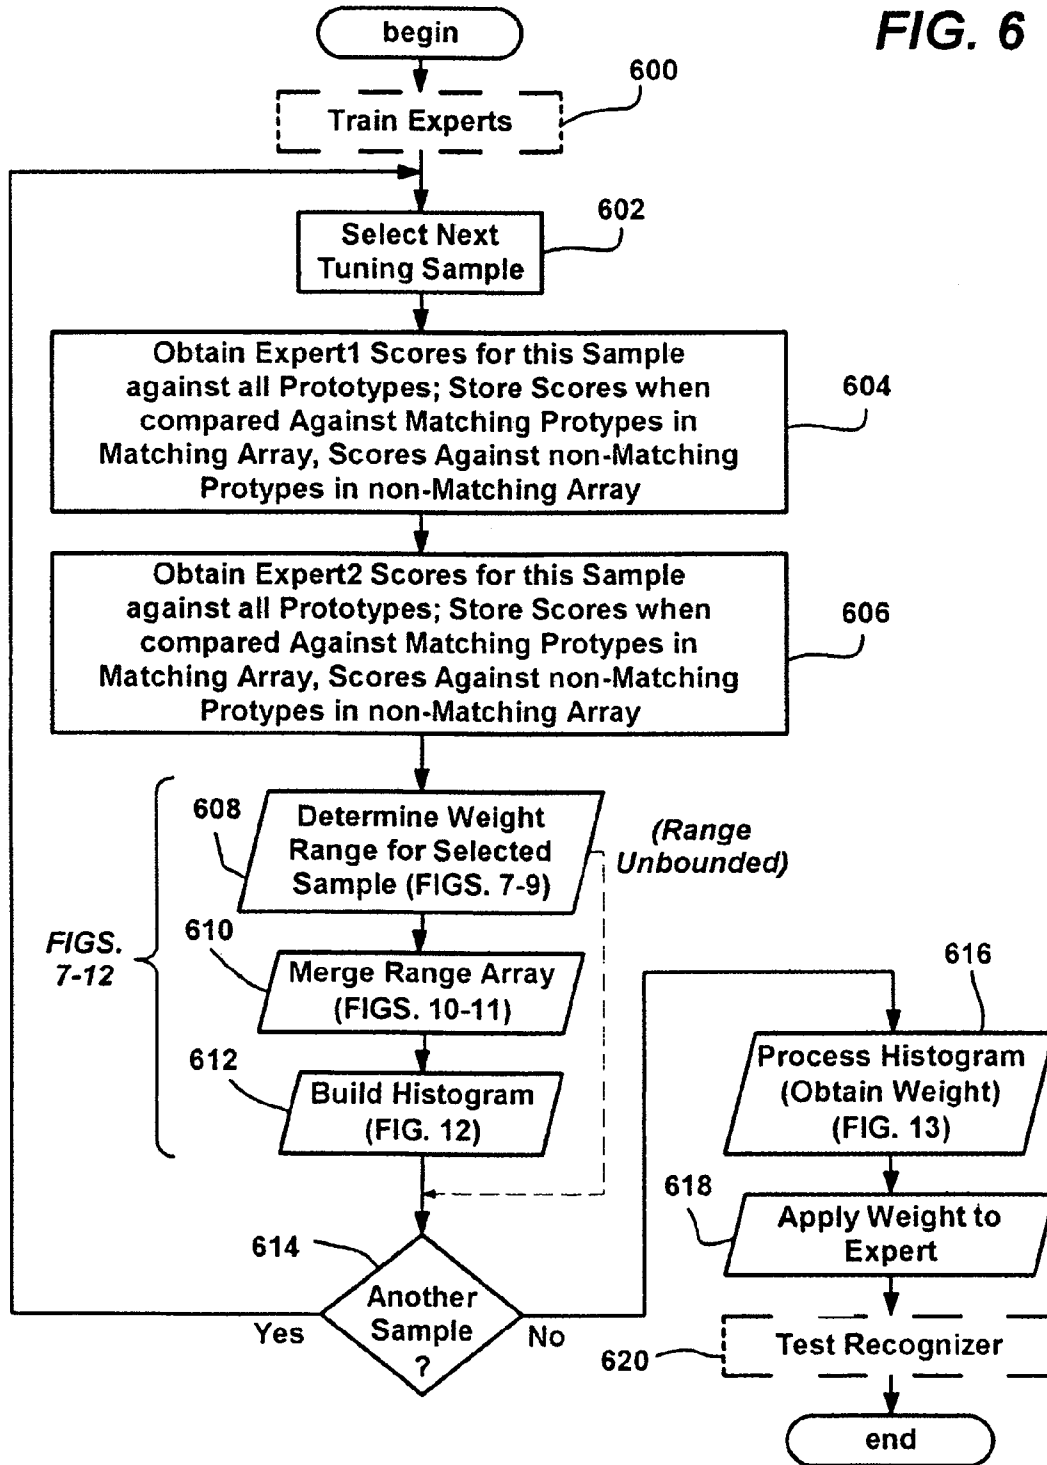 FIG. 6
begin
600
Train Experts
602
Select Next
Tuning Sample
Obtain Expert1 Scores for this Sample
against all Prototypes; Store Scores when
compared Against Matching Protypes in
Matching Array, Scores Against non-Matching
Protypes in non-Matching Array
604
Obtain Expert2 Scores for this Sample
against all Prototypes; Store Scores when
compared Against Matching Protypes in
Matching Array, Scores Against non-Matching
Protypes in non-Matching Array
606
608
Determine Weight
Range for Selected
Sample (FIGS. 7-9)
(Range
Unbounded)
FIGS.
7-12
610
Merge Range Array
(FIGS. 10-11)
612
Build Histogram
(FIG. 12)
614
Another
Sample
?
Yes
No
616
Process Histogram
(Obtain Weight)
(FIG. 13)
618
Apply Weight to
Expert
620
Test Recognizer
end